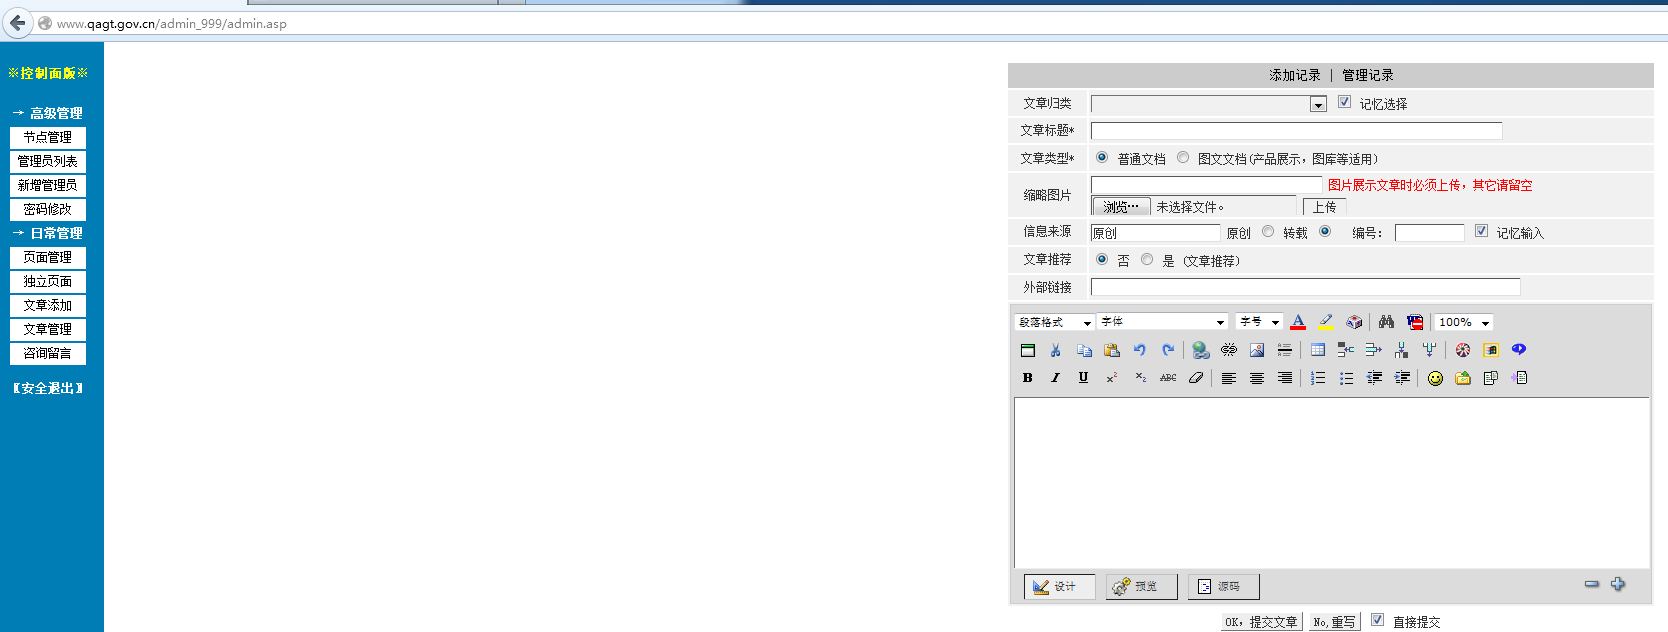 www.qagt.gov.cn/admin_999/admin.asp
※控制面版※
→ 高级管理
节点管理
管理员列表
新增管理员
密码修改
→ 日常管理
页面管理
独立页面
文章添加
文章管理
咨询留言
〖安全退出〗
添加记录 | 管理记录
文章归类 记忆选择
文章标题*
文章类型* 普通文档 图文文档(产品展示，图库等适用)
缩略图片 图片展示文章时必须上传，其它请留空
浏览… 未选择文件。 上传
信息来源 原创 原创 转载 编号： 记忆输入
文章推荐 否 是 (文章推荐)
外部链接
段落格式 字体 字号 A 100%
B I U x² x₂ ABC
设计 预览 源码
OK，提交文章 No,重写 直接提交